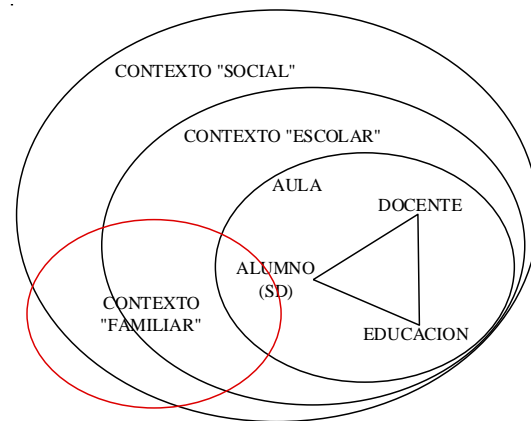 CONTEXTO "SOCIAL"
CONTEXTO "ESCOLAR"
AULA
DOCENTE
ALUMNO
(SD)
CONTEXTO
"FAMILIAR"
EDUCACION